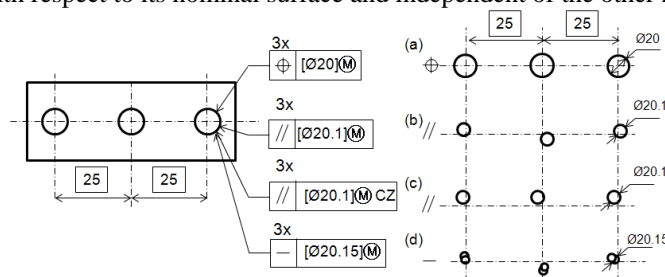 th respect to its nominal surface and independent of the other
3x
⌖ [Ø20]Ⓜ
3x
// [Ø20.1]Ⓜ
3x
// [Ø20.1]Ⓜ CZ
3x
— [Ø20.15]Ⓜ
25 25
25 25
(a) ⌖ Ø20
(b) // Ø20.1
(c) // Ø20.1
(d) — Ø20.15